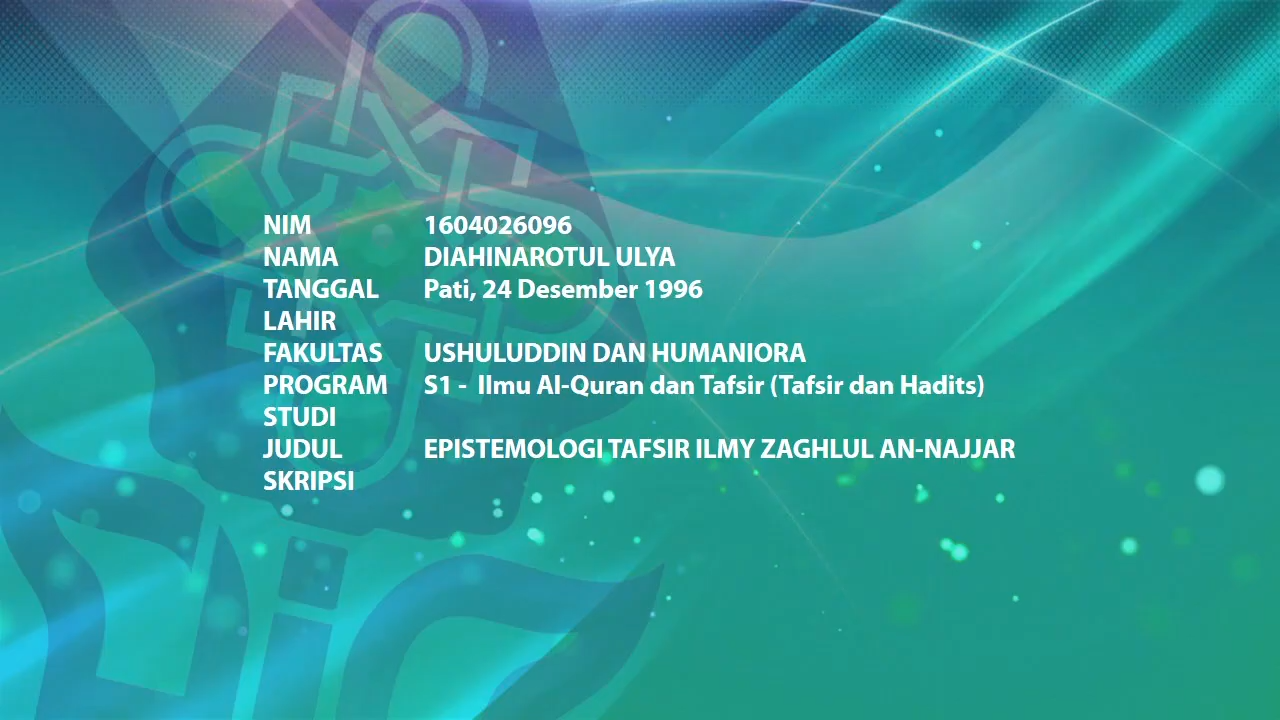 NIM 1604026096
NAMA DIAHINAROTUL ULYA
TANGGAL Pati, 24 Desember 1996
LAHIR
FAKULTAS USHULUDDIN DAN HUMANIORA
PROGRAM S1 - Ilmu Al-Quran dan Tafsir (Tafsir dan Hadits)
STUDI
JUDUL EPISTEMOLOGI TAFSIR ILMY ZAGHLUL AN-NAJJAR
SKRIPSI